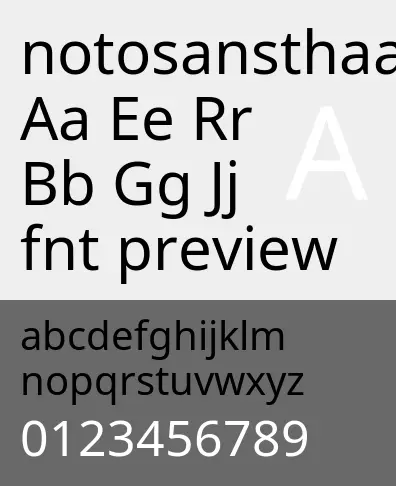 notosansthaa
Aa Ee Rr
A
Bb Gg Jj
fnt preview
abcdefghijklm
nopqrstuvwxyz
0123456789